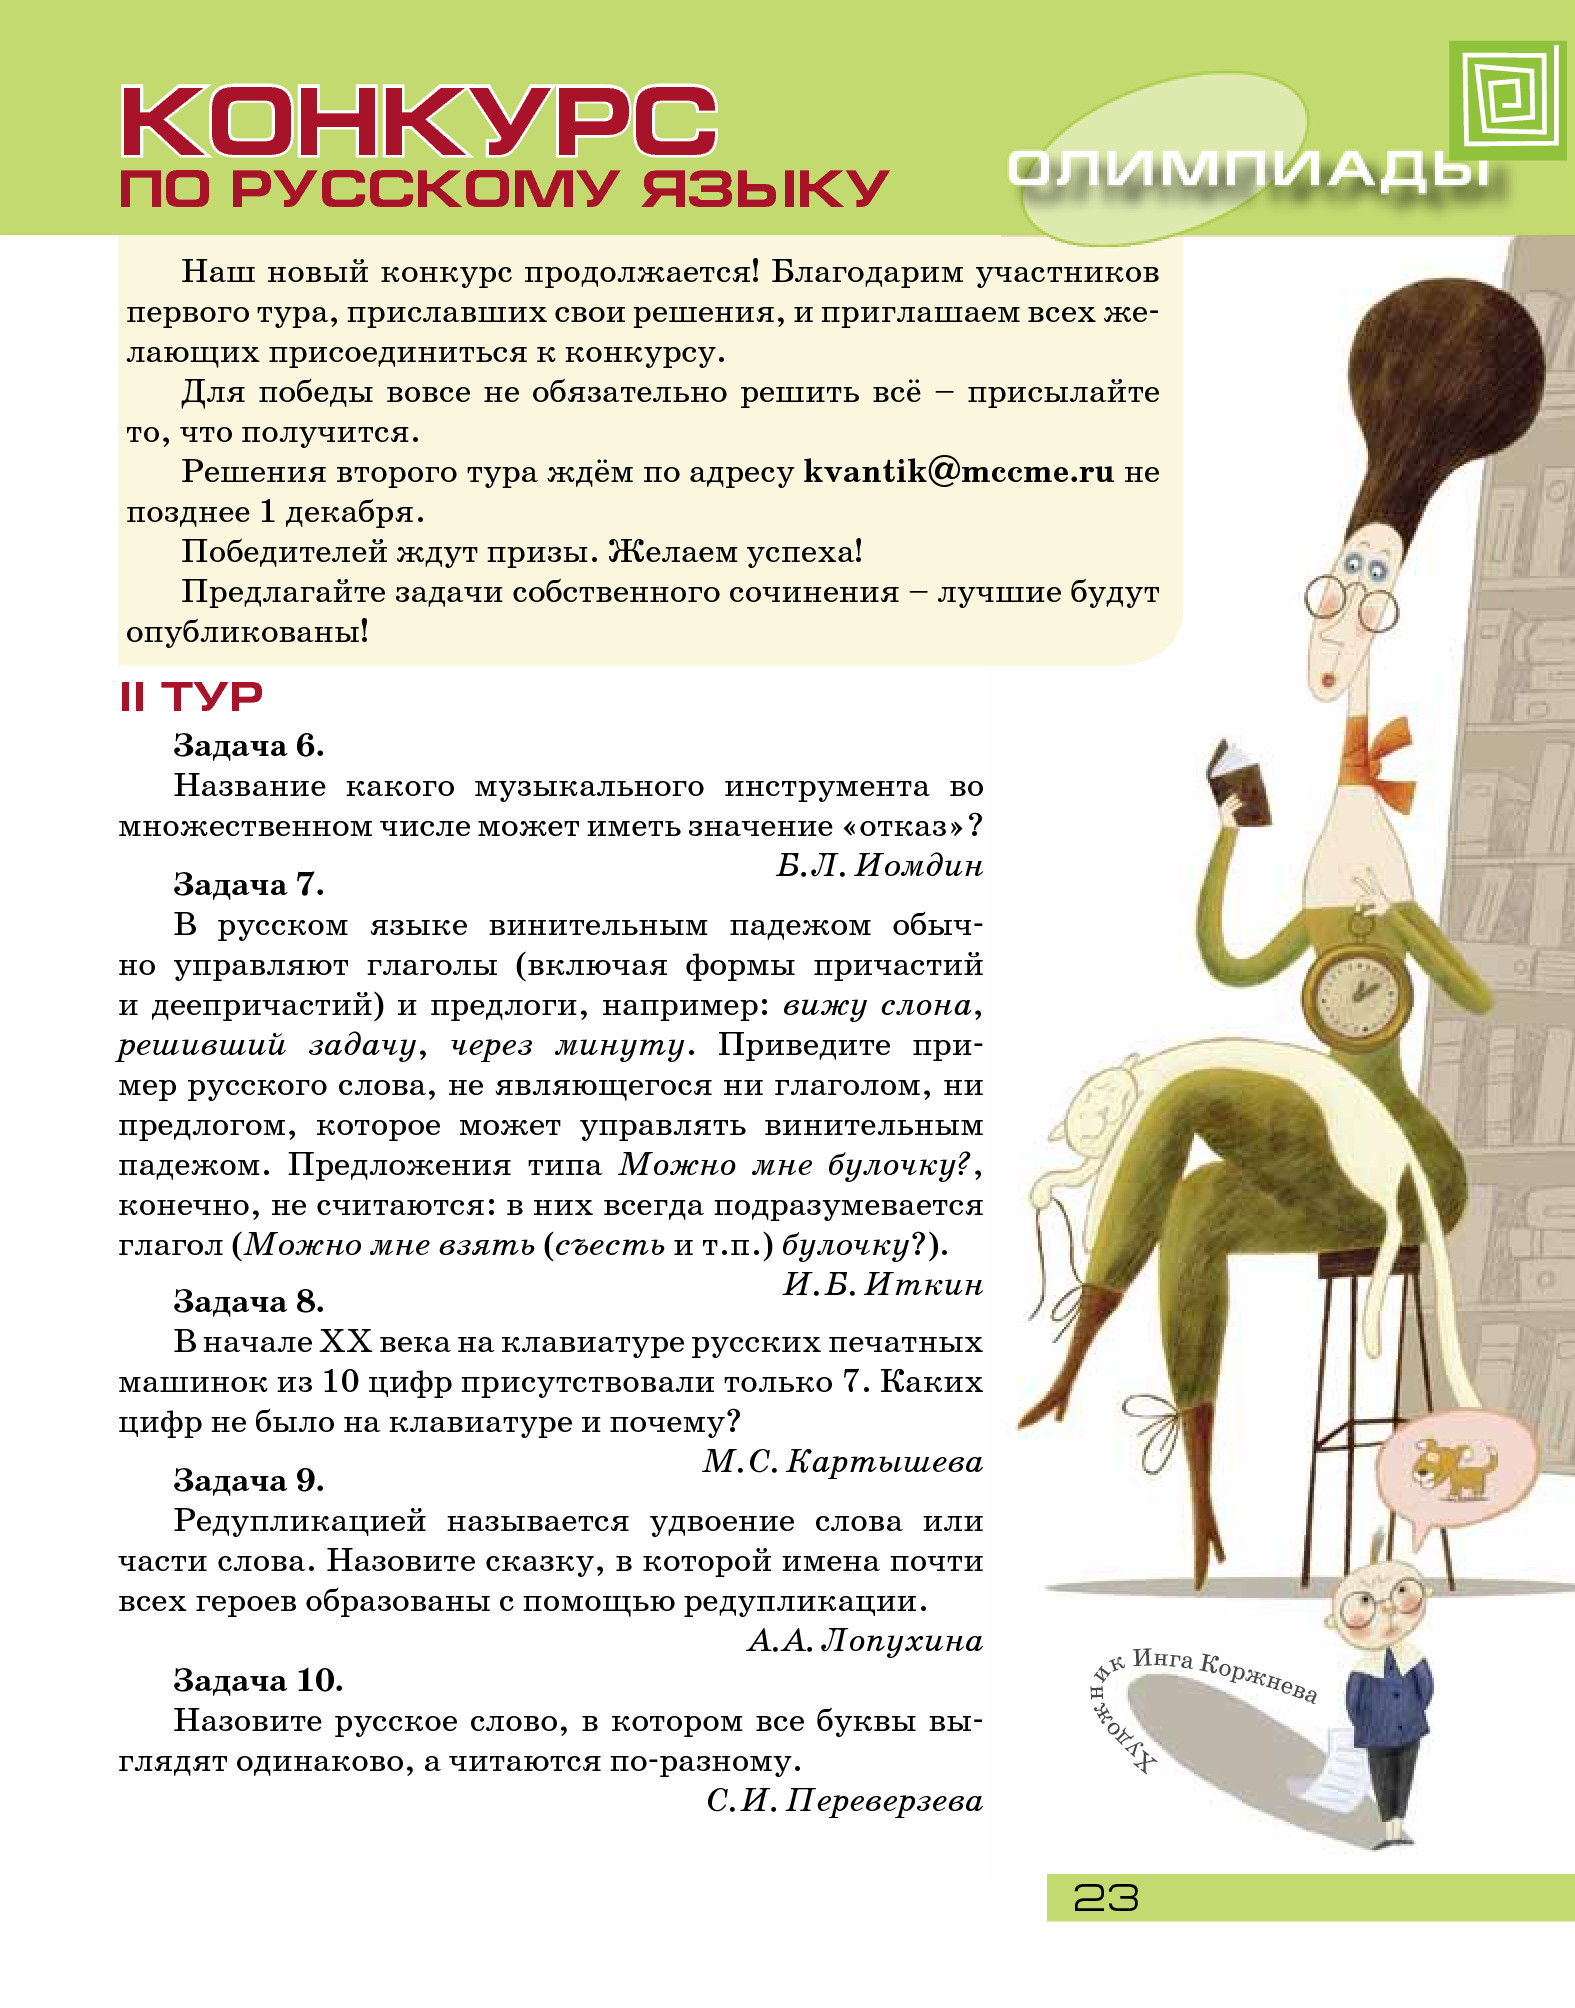 КОНКУРС
ПО РУССКОМУ ЯЗЫКУ
ОЛИМПИАДЫ
Наш новый конкурс продолжается! Благодарим участников
первого тура, приславших свои решения, и приглашаем всех же-
лающих присоединиться к конкурсу.
Для победы вовсе не обязательно решить всё – присылайте
то, что получится.
Решения второго тура ждём по адресу kvantik@mccme.ru не
позднее 1 декабря.
Победителей ждут призы. Желаем успеха!
Предлагайте задачи собственного сочинения – лучшие будут
опубликованы!
II ТУР
Задача 6.
Название какого музыкального инструмента во
множественном числе может иметь значение «отказ»?
Б.Л. Иомдин
Задача 7.
В русском языке винительным падежом обыч-
но управляют глаголы (включая формы причастий
и деепричастий) и предлоги, например: вижу слона,
решивший задачу, через минуту. Приведите при-
мер русского слова, не являющегося ни глаголом, ни
предлогом, которое может управлять винительным
падежом. Предложения типа Можно мне булочку?,
конечно, не считаются: в них всегда подразумевается
глагол (Можно мне взять (съесть и т.п.) булочку?).
И.Б. Иткин
Задача 8.
В начале XX века на клавиатуре русских печатных
машинок из 10 цифр присутствовали только 7. Каких
цифр не было на клавиатуре и почему?
М.С. Картышева
Задача 9.
Редупликацией называется удвоение слова или
части слова. Назовите сказку, в которой имена почти
всех героев образованы с помощью редупликации.
А.А. Лопухина
Задача 10.
Назовите русское слово, в котором все буквы вы-
глядят одинаково, а читаются по-разному.
С.И. Переверзева
Художник Инга Коржнева
23